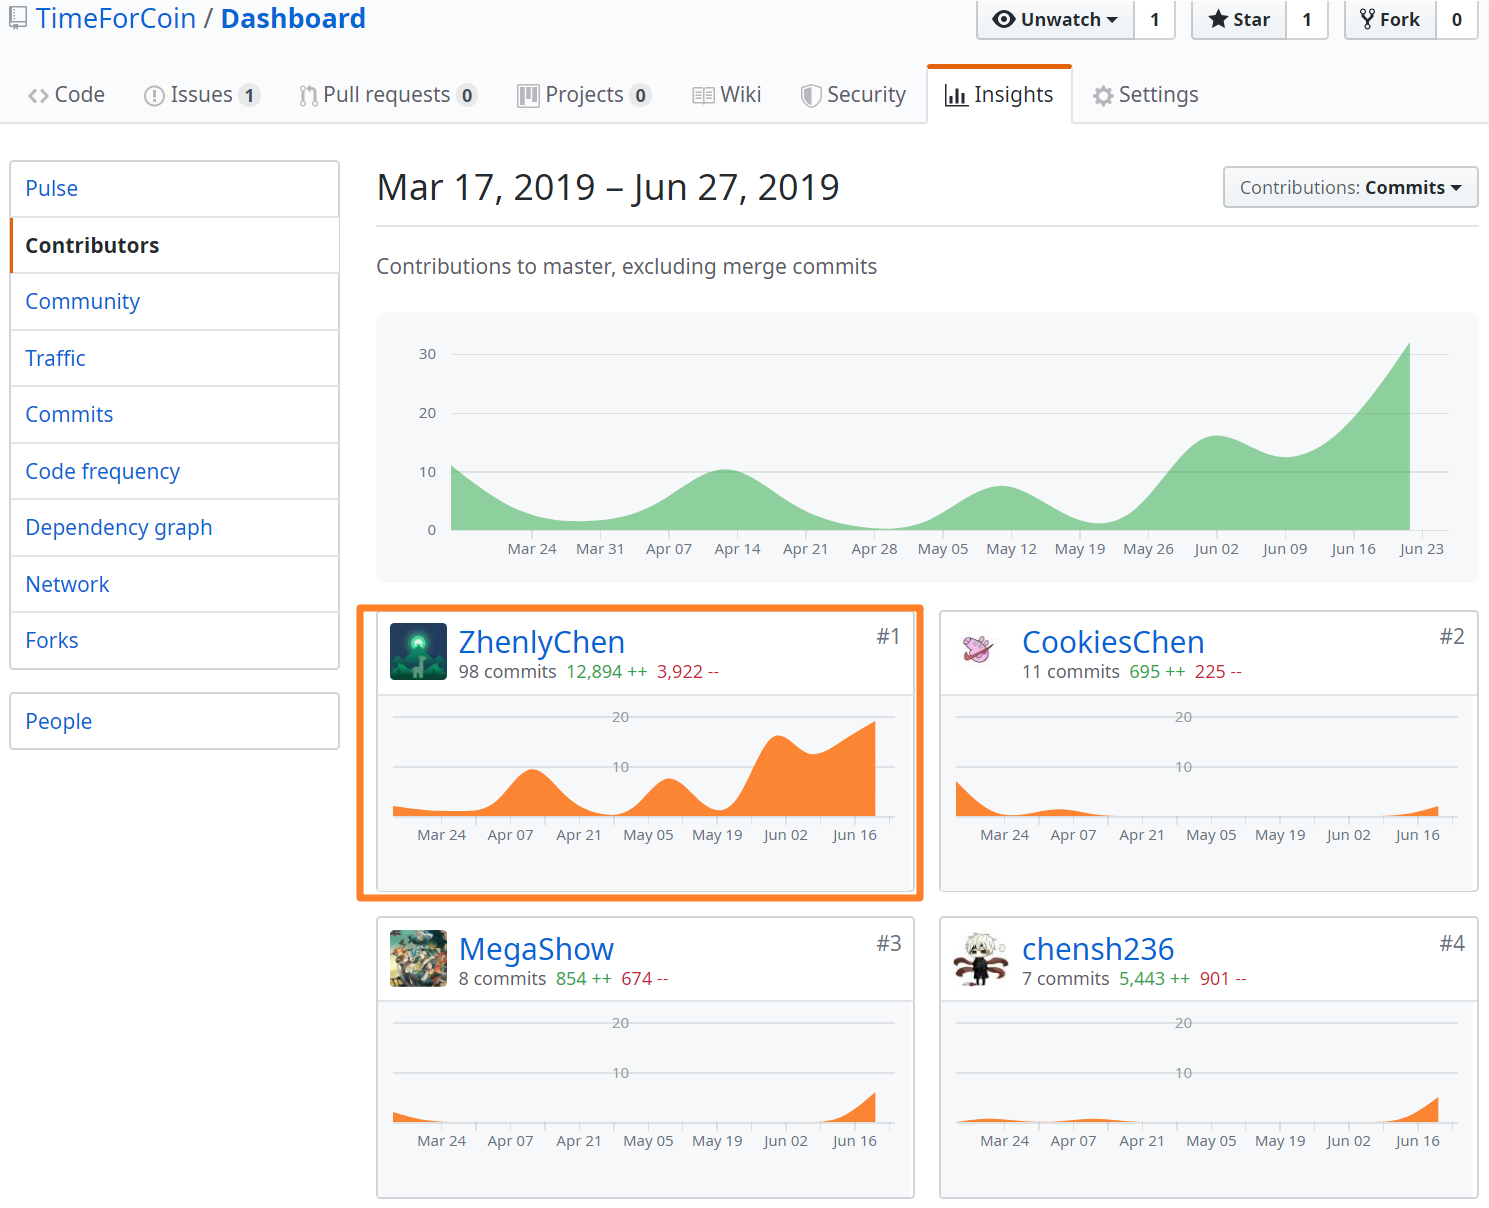 TimeForCoin / Dashboard
Unwatch 1 Star 1 Fork 0
Code Issues 1 Pull requests 0 Projects 0 Wiki Security Insights Settings
Pulse
Contributors
Community
Traffic
Commits
Code frequency
Dependency graph
Network
Forks
People
Mar 17, 2019 – Jun 27, 2019
Contributions: Commits
Contributions to master, excluding merge commits
30
20
10
0
Mar 24 Mar 31 Apr 07 Apr 14 Apr 21 Apr 28 May 05 May 12 May 19 May 26 Jun 02 Jun 09 Jun 16 Jun 23
ZhenlyChen #1
98 commits 12,894 ++ 3,922 --
20
10
Mar 24 Apr 07 Apr 21 May 05 May 19 Jun 02 Jun 16
CookiesChen #2
11 commits 695 ++ 225 --
20
10
Mar 24 Apr 07 Apr 21 May 05 May 19 Jun 02 Jun 16
MegaShow #3
8 commits 854 ++ 674 --
20
10
Mar 24 Apr 07 Apr 21 May 05 May 19 Jun 02 Jun 16
chensh236 #4
7 commits 5,443 ++ 901 --
20
10
Mar 24 Apr 07 Apr 21 May 05 May 19 Jun 02 Jun 16